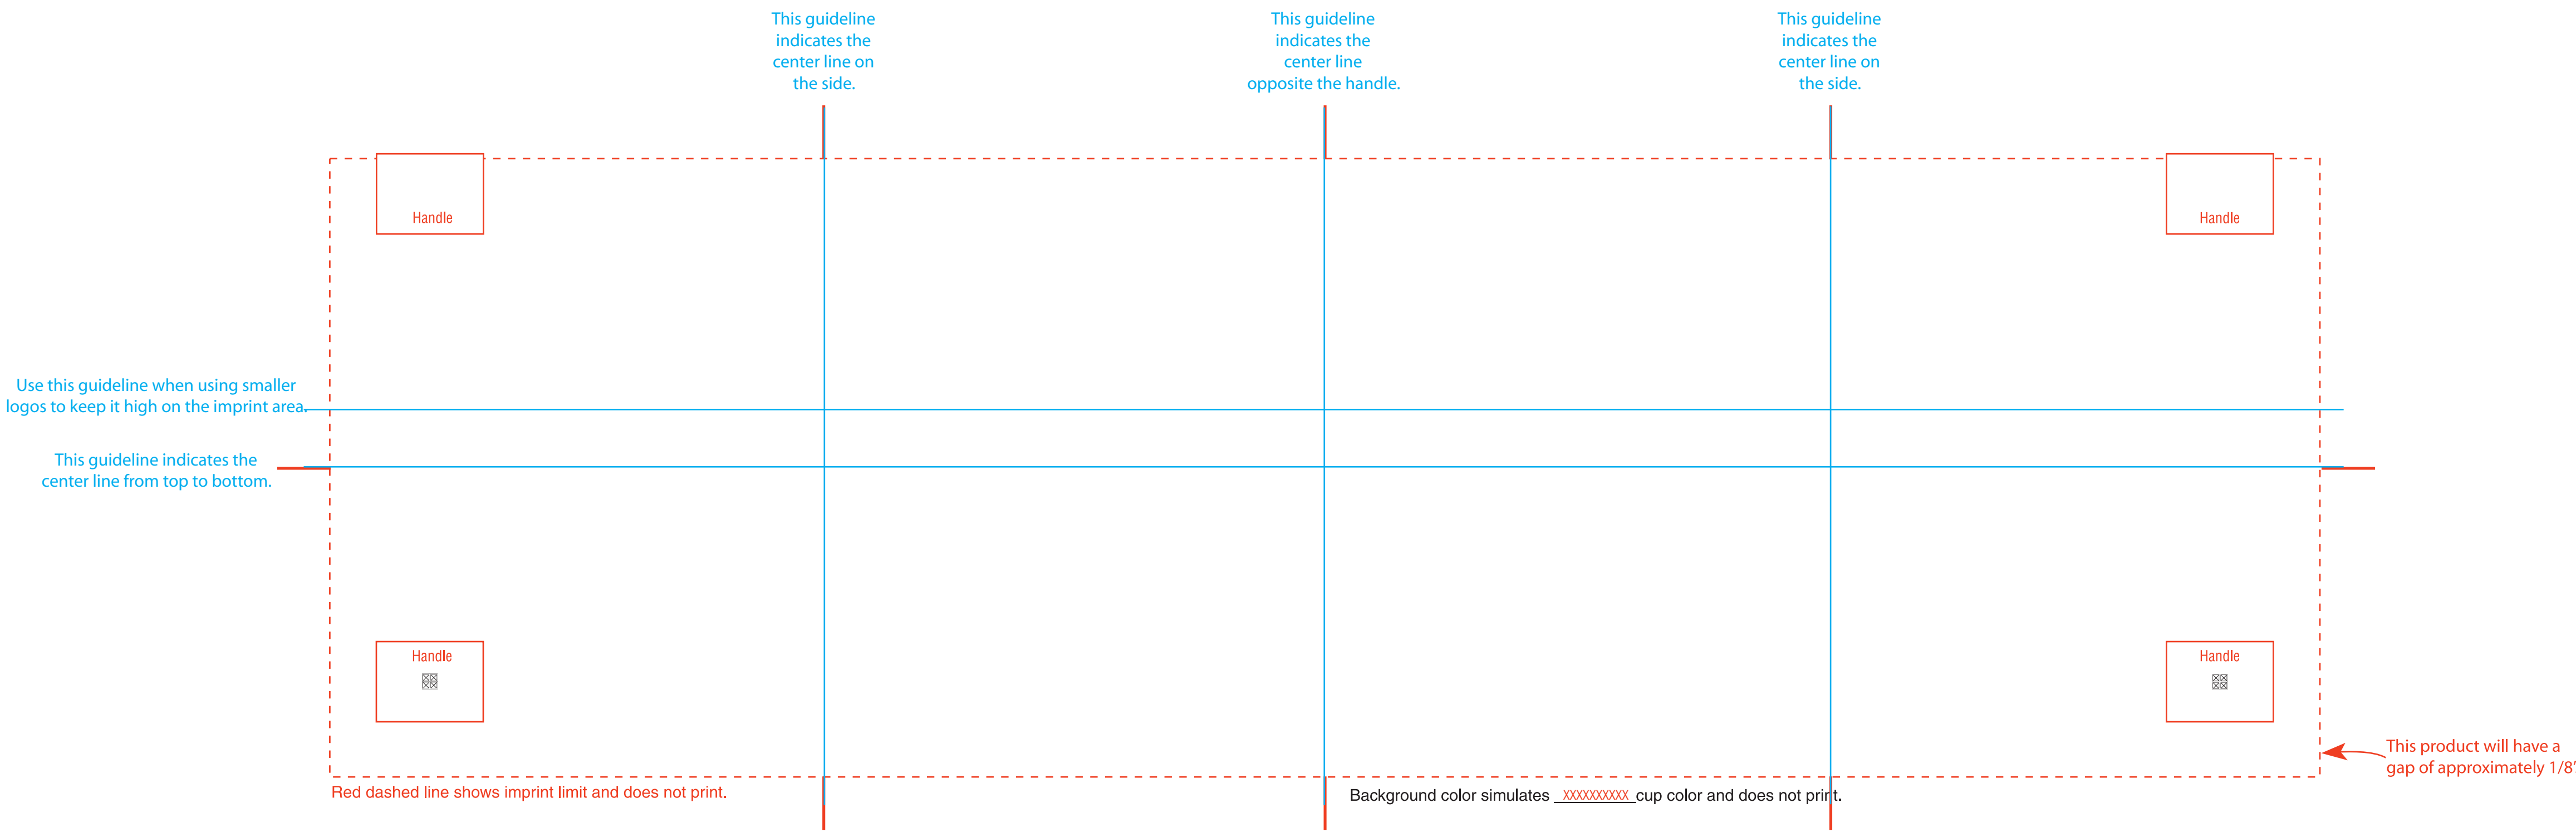 This guideline
indicates the
center line on
the side.
This guideline
indicates the
center line
opposite the handle.
This guideline
indicates the
center line on
the side.
Handle
Handle
Use this guideline when using smaller
logos to keep it high on the imprint area.
This guideline indicates the
center line from top to bottom.
Handle
Handle
This product will have a
gap of approximately 1/8"
Red dashed line shows imprint limit and does not print.
Background color simulates XXXXXXXXXX cup color and does not print.